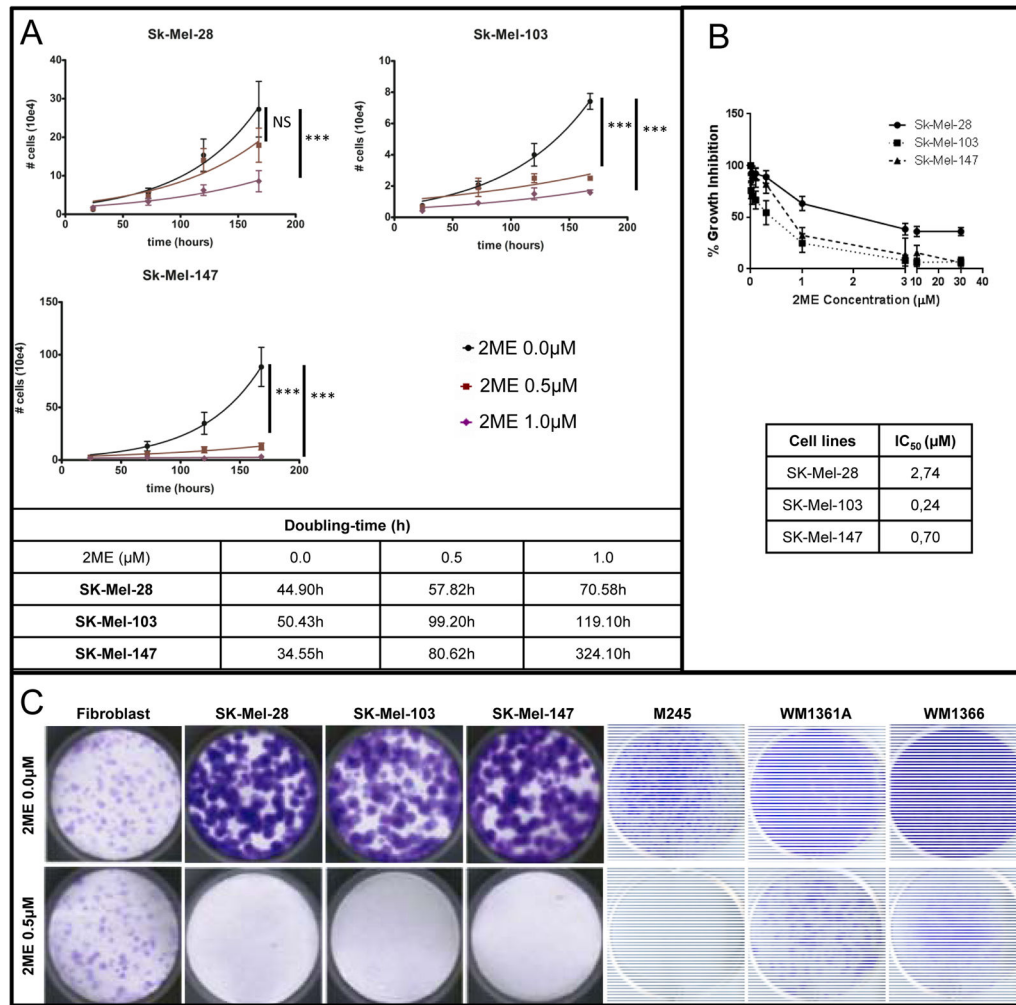 A
Sk-Mel-28
# cells (10e4)
40
30
20
10
0
0 50 100 150 200
time (hours)
NS
***
Sk-Mel-103
# cells (10e4)
8
6
4
2
0
0 50 100 150 200
time (hours)
***
***
Sk-Mel-147
# cells (10e4)
150
100
50
0
0 50 100 150 200
time (hours)
***
***
2ME 0.0µM
2ME 0.5µM
2ME 1.0µM
Doubling-time (h)
2ME (µM) 0.0 0.5 1.0
SK-Mel-28 44.90h 57.82h 70.58h
SK-Mel-103 50.43h 99.20h 119.10h
SK-Mel-147 34.55h 80.62h 324.10h
B
% Growth Inhibition
150
100
50
0
0 1 2 3 10 20 30 40
2ME Concentration (µM)
Sk-Mel-28
Sk-Mel-103
Sk-Mel-147
Cell lines IC50 (µM)
SK-Mel-28 2,74
SK-Mel-103 0,24
SK-Mel-147 0,70
C
Fibroblast SK-Mel-28 SK-Mel-103 SK-Mel-147 M245 WM1361A WM1366
2ME 0.0µM
2ME 0.5µM